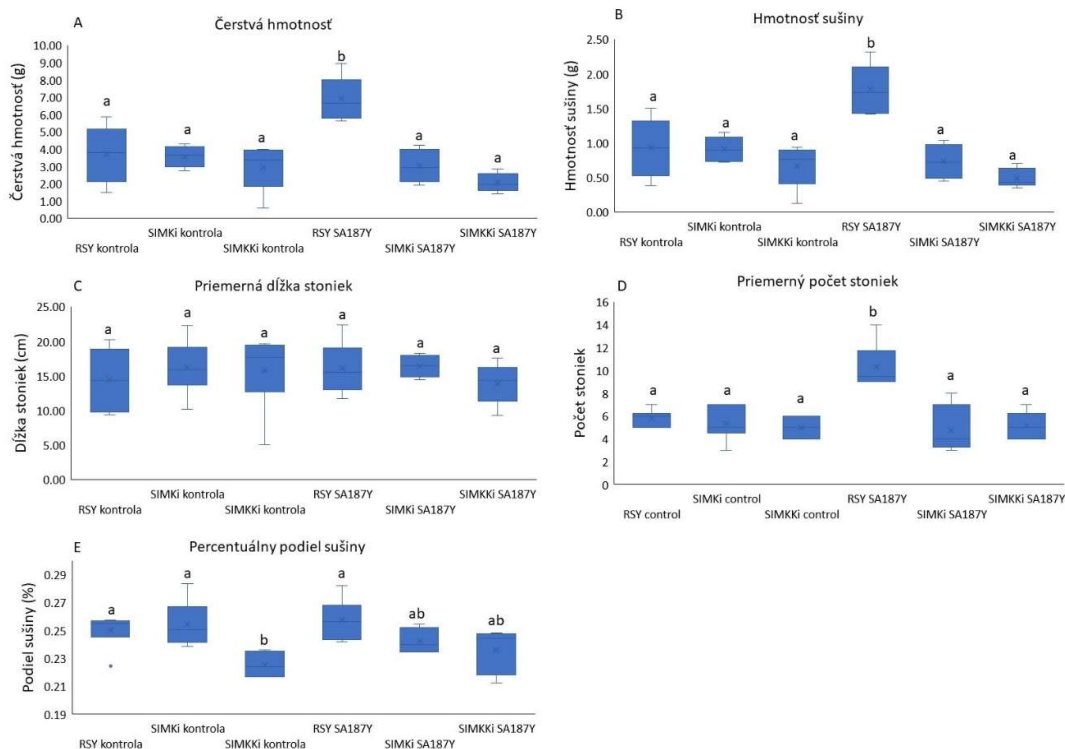 A
Čerstvá hmotnosť
Čerstvá hmotnosť (g)
10.00
9.00
8.00
7.00
6.00
5.00
4.00
3.00
2.00
1.00
0.00
a
a
a
b
a
a
SIMKi kontrola
RSY SA187Y
SIMKKi SA187Y
RSY kontrola
SIMKKi kontrola
SIMKi SA187Y
B
Hmotnosť sušiny
Hmotnosť sušiny (g)
2.50
2.00
1.50
1.00
0.50
0.00
a
a
a
b
a
a
SIMKi kontrola
RSY SA187Y
SIMKKi SA187Y
RSY kontrola
SIMKKi kontrola
SIMKi SA187Y
C
Priemerná dĺžka stoniek
Dĺžka stoniek (cm)
25.00
20.00
15.00
10.00
5.00
0.00
a
a
a
a
a
a
SIMKi kontrola
RSY SA187Y
SIMKKi SA187Y
RSY kontrola
SIMKKi kontrola
SIMKi SA187Y
D
Priemerný počet stoniek
Počet stoniek
16
14
12
10
8
6
4
2
0
a
a
a
b
a
a
SIMKi control
RSY SA187Y
SIMKKi SA187Y
RSY control
SIMKKi control
SIMKi SA187Y
E
Percentuálny podiel sušiny
Podiel sušiny (%)
0.29
0.27
0.25
0.23
0.21
0.19
a
a
b
a
ab
ab
SIMKi kontrola
RSY SA187Y
SIMKKi SA187Y
RSY kontrola
SIMKKi kontrola
SIMKi SA187Y